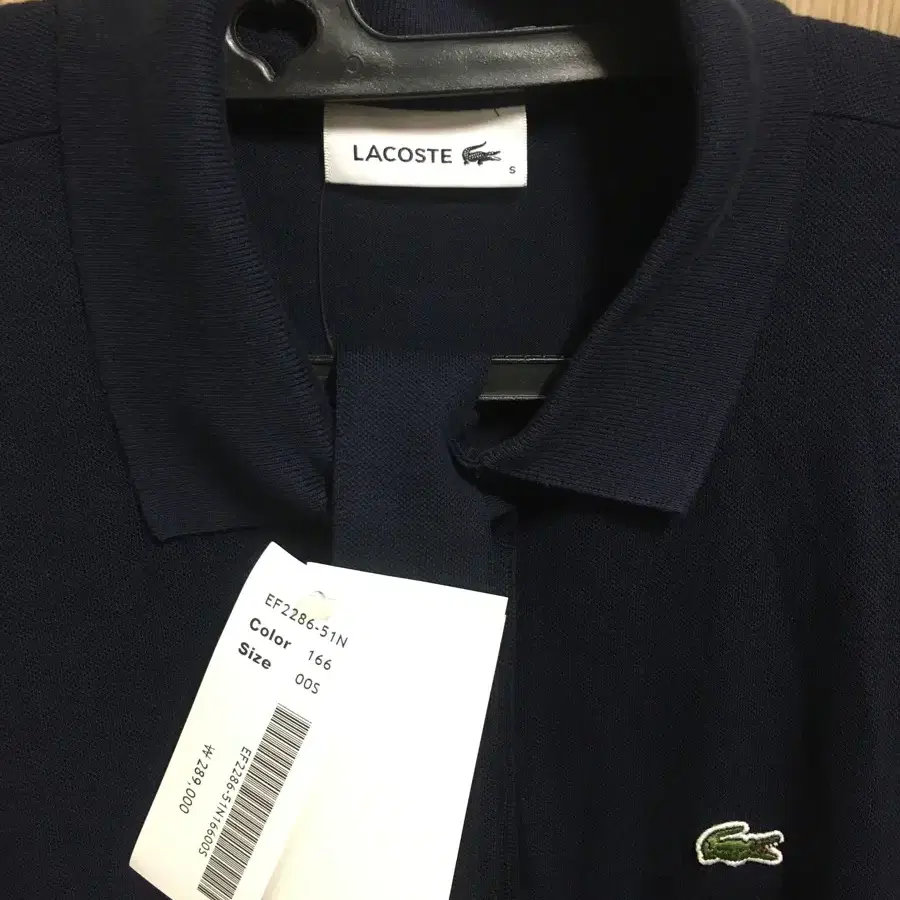 LACOSTE
S
EF2286-51N
Color 166
Size 00S
EF2286-51N16600S
₩ 289,000